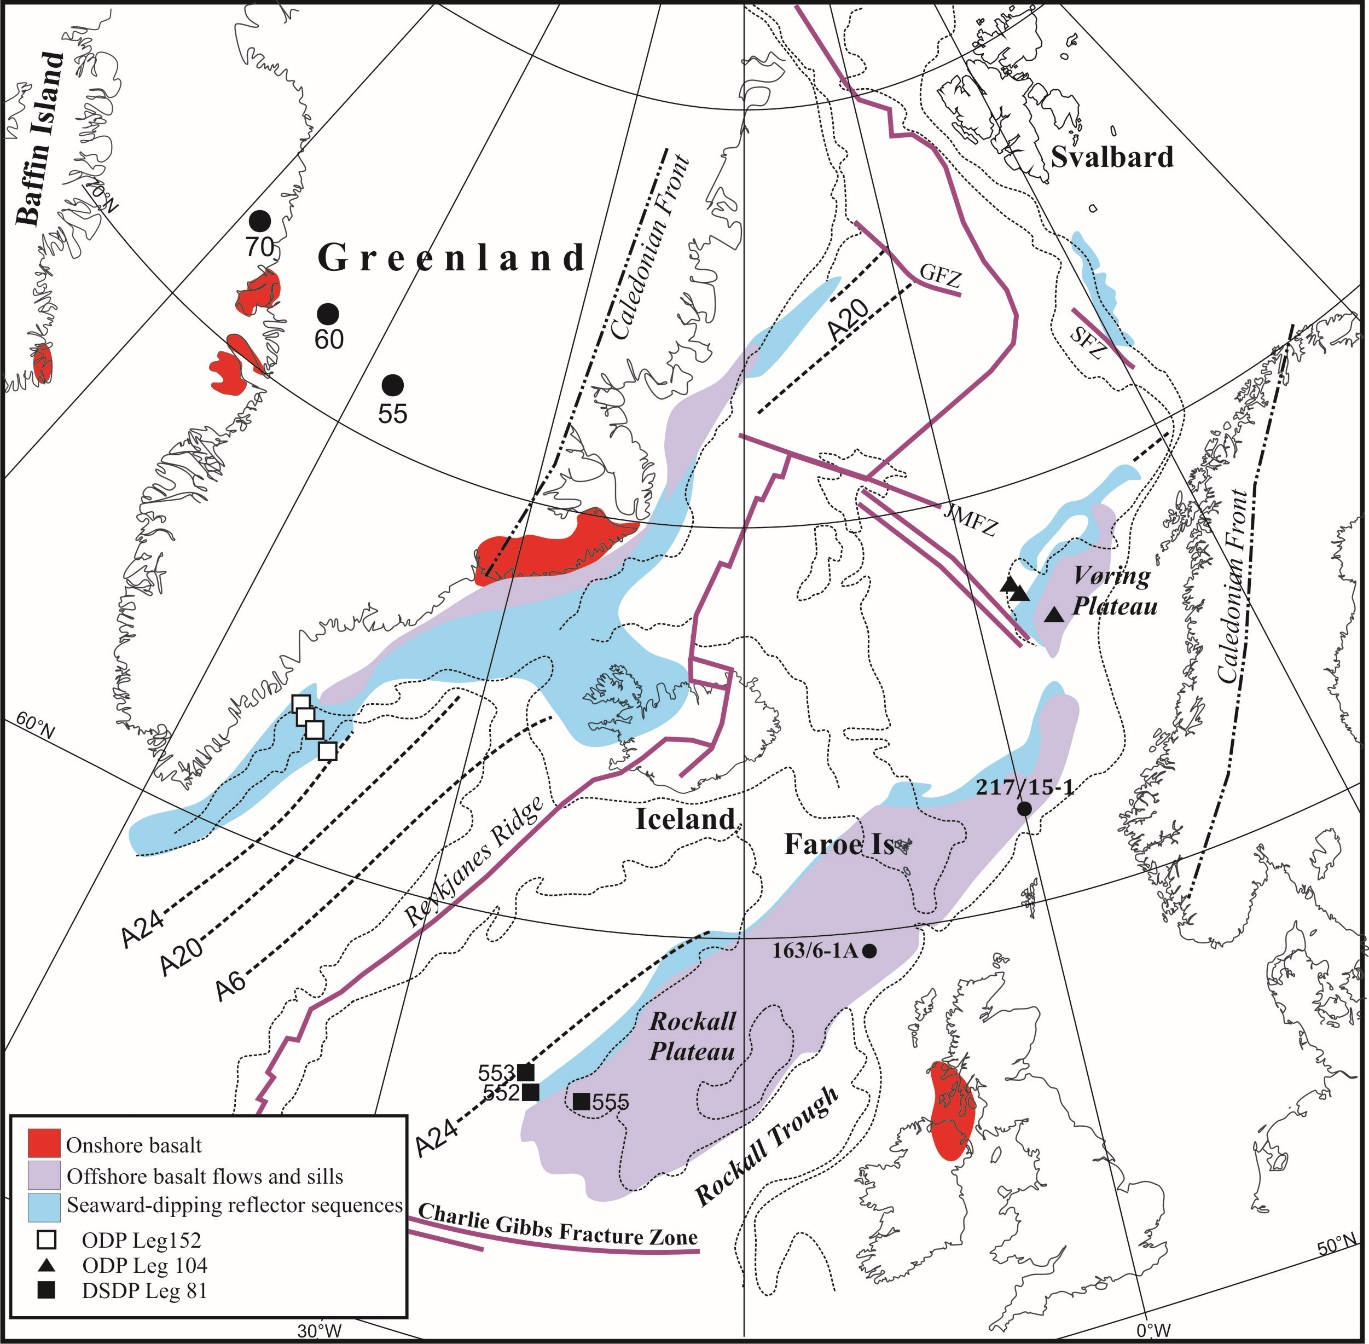 Baffin Island
70°N
Svalbard
70
Greenland
60
55
Caledonian Front
GFZ
A20
SFZ
JMFZ
Vøring
Plateau
Caledonian Front
60°N
217/15-1
Iceland
Faroe Is
Reykjanes Ridge
A24
A20
A6
163/6-1A
Rockall
Plateau
553
552
555
A24
Rockall Trough
Charlie Gibbs Fracture Zone
50°N
Onshore basalt
Offshore basalt flows and sills
Seaward-dipping reflector sequences
ODP Leg152
ODP Leg 104
DSDP Leg 81
30°W
0°W